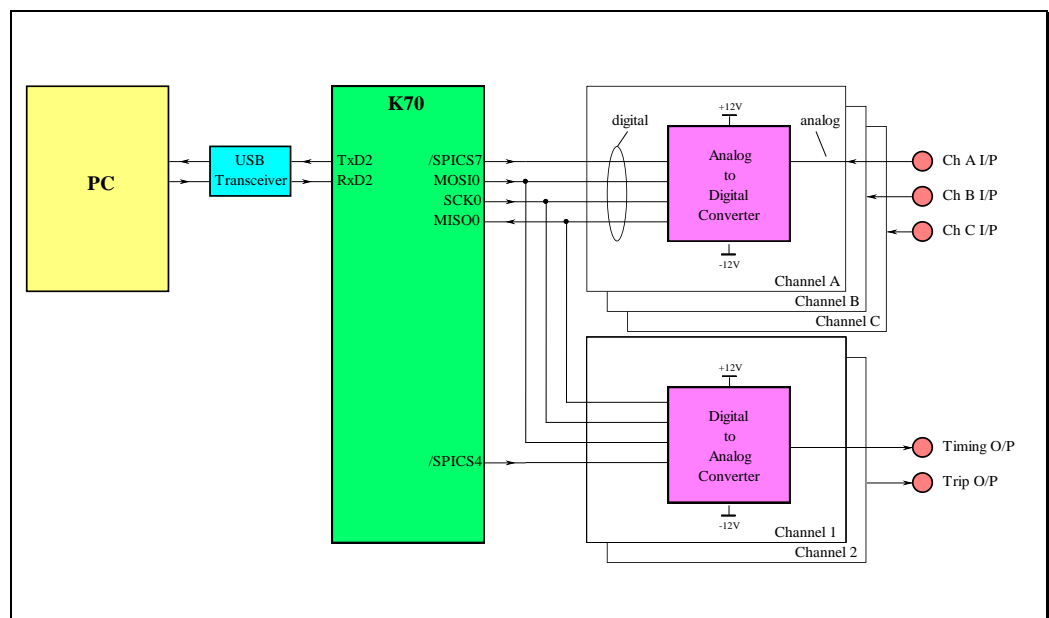 K70
PC
USB
Transceiver
TxD2
RxD2
/SPICS7
MOSI0
SCK0
MISO0
/SPICS4
digital
+12V
analog
Analog
to
Digital
Converter
-12V
Channel A
Channel B
Channel C
Ch A I/P
Ch B I/P
Ch C I/P
+12V
Digital
to
Analog
Converter
-12V
Channel 1
Channel 2
Timing O/P
Trip O/P